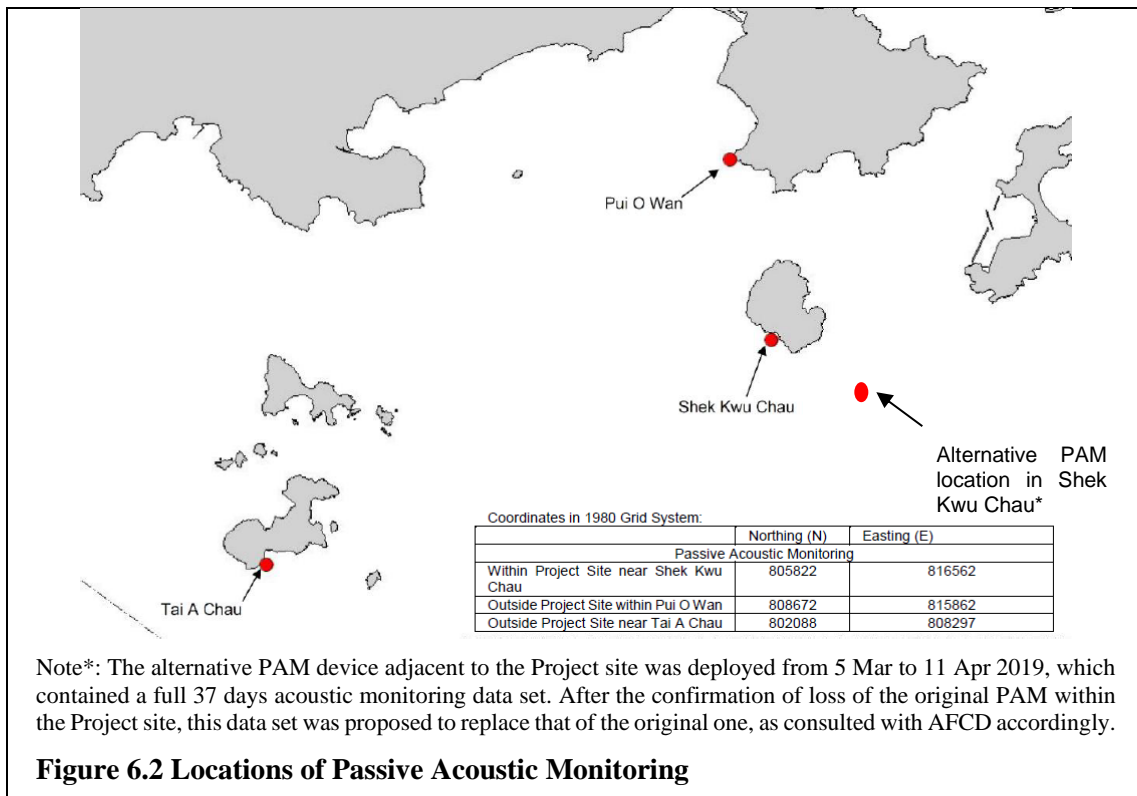 Pui O Wan
Shek Kwu Chau
Alternative PAM
location in Shek
Kwu Chau*
Tai A Chau
Coordinates in 1980 Grid System:
Northing (N) Easting (E)
Passive Acoustic Monitoring
Within Project Site near Shek Kwu 805822 816562
Chau
Outside Project Site within Pui O Wan 808672 815862
Outside Project Site near Tai A Chau 802088 808297
Note*: The alternative PAM device adjacent to the Project site was deployed from 5 Mar to 11 Apr 2019, which
contained a full 37 days acoustic monitoring data set. After the confirmation of loss of the original PAM within
the Project site, this data set was proposed to replace that of the original one, as consulted with AFCD accordingly.
Figure 6.2 Locations of Passive Acoustic Monitoring